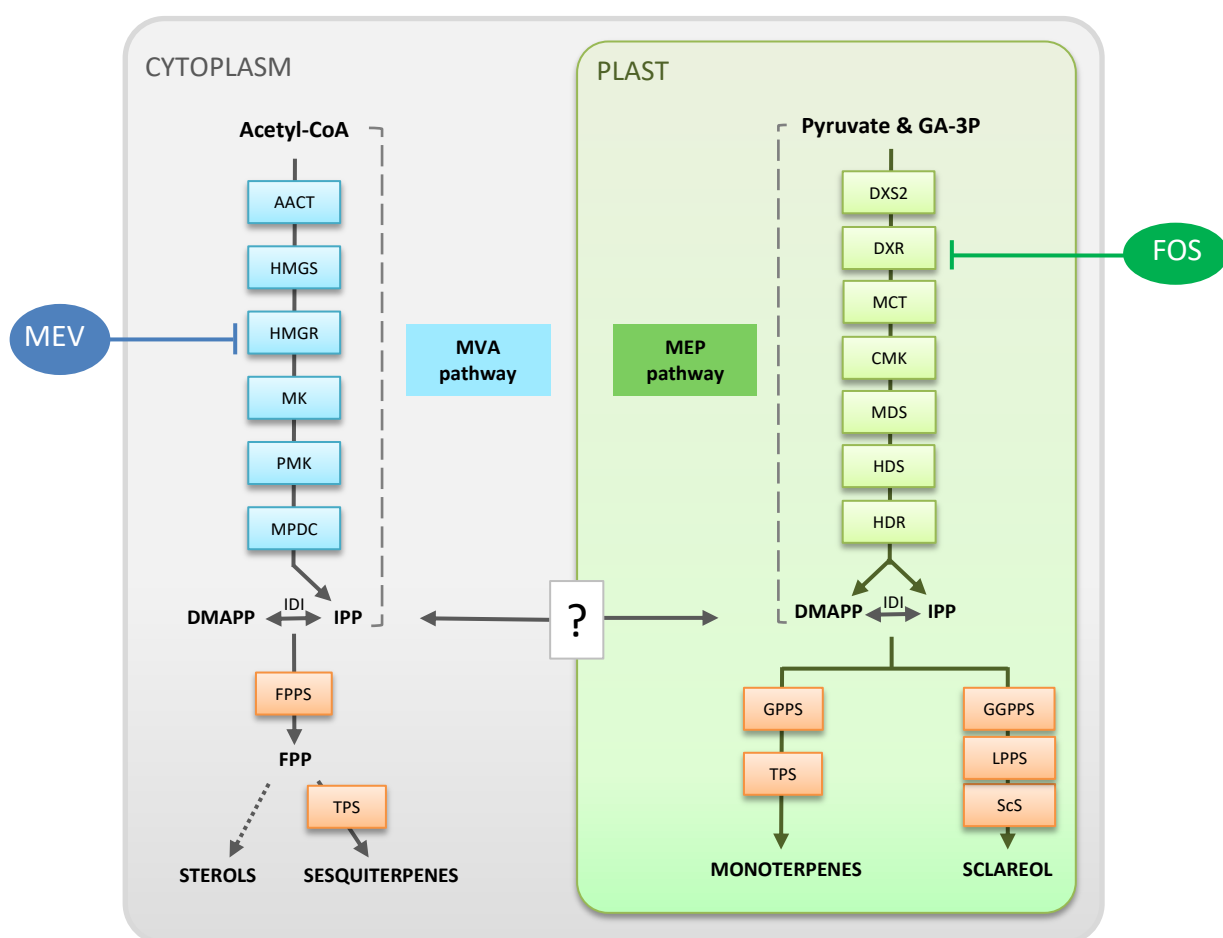 CYTOPLASM
PLAST
Acetyl-CoA
Pyruvate & GA-3P
AACT
HMGS
HMGR
MK
PMK
MPDC
MEV
MVA
pathway
MEP
pathway
DXS2
DXR
MCT
CMK
MDS
HDS
HDR
FOS
DMAPP
IDI
IPP
?
DMAPP
IDI
IPP
FPPS
FPP
TPS
STEROLS
SESQUITERPENES
GPPS
TPS
MONOTERPENES
GGPPS
LPPS
ScS
SCLAREOL